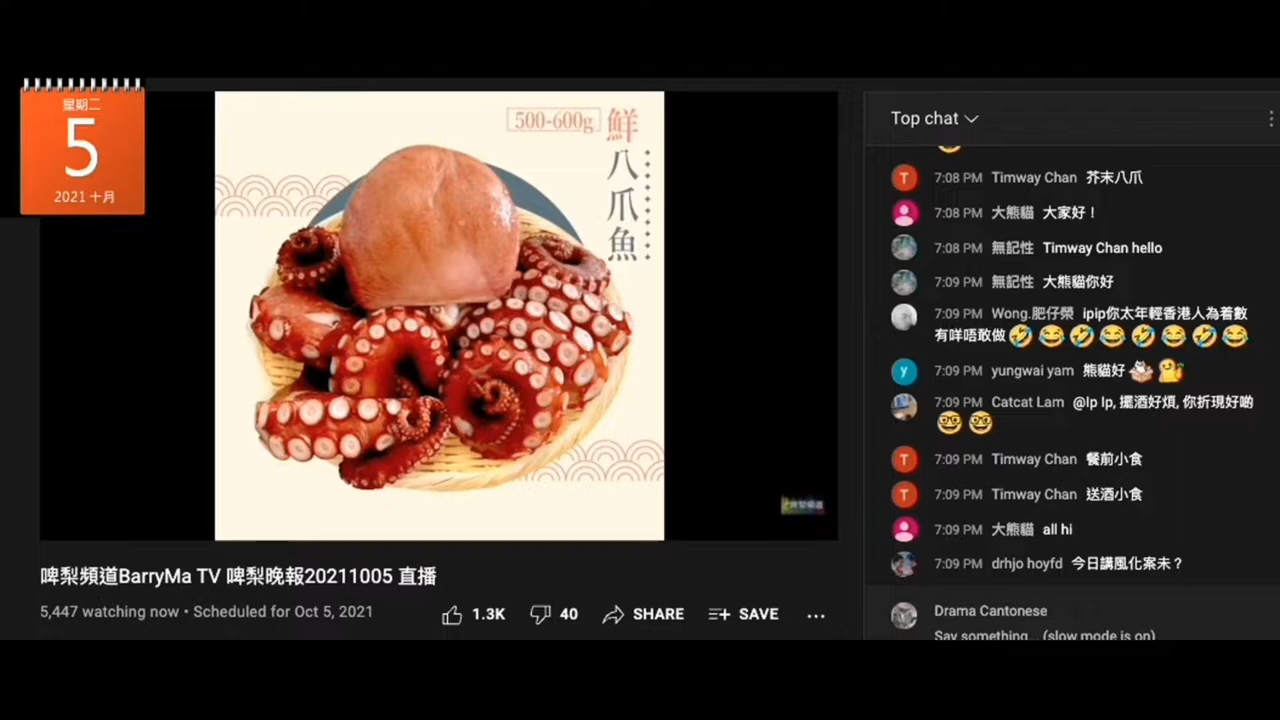 星期二
5
2021 十月
500-600g
鮮八爪魚
啤梨頻道BarryMa TV 啤梨晚報20211005 直播
5,447 watching now • Scheduled for Oct 5, 2021
1.3K
40
SHARE
SAVE
Top chat
T 7:08 PM Timway Chan 芥末八爪
7:08 PM 大熊貓 大家好！
7:08 PM 無記性 Timway Chan hello
7:09 PM 無記性 大熊貓你好
7:09 PM Wong.肥仔榮 ipip你太年輕香港人為着數
有咩唔敢做🤣😂🤣😂🤣😂🤣😂
y 7:09 PM yungwai yam 熊貓好
7:09 PM Catcat Lam @Ip Ip, 擺酒好煩, 你折現好啲
🤓🤓
T 7:09 PM Timway Chan 餐前小食
T 7:09 PM Timway Chan 送酒小食
7:09 PM 大熊貓 all hi
7:09 PM drhjo hoyfd 今日講風化案未？
Drama Cantonese
Say something... (slow mode is on)